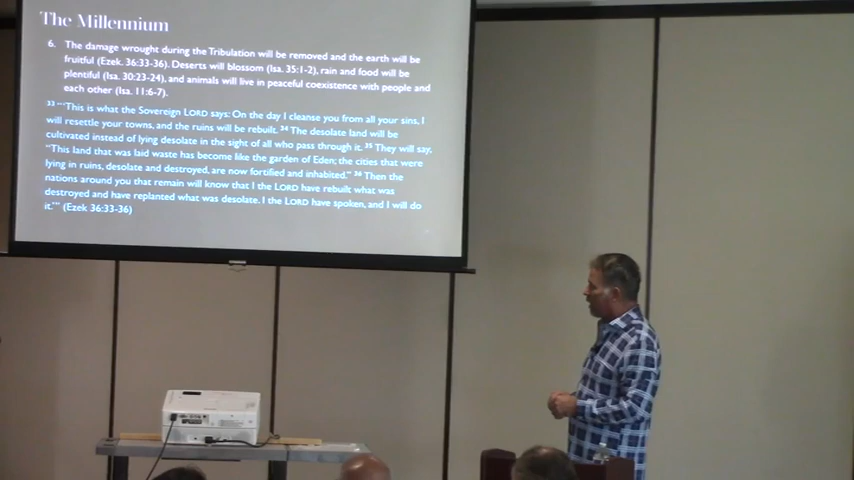 The Millennium
6. The damage wrought during the Tribulation will be removed and the earth will be
fruitful (Ezek. 36:33-36). Deserts will blossom (Isa. 35:1-2), rain and food will be
plentiful (Isa. 30:23-24), and animals will live in peaceful coexistence with people and
each other (Isa. 11:6-7).
33 "'This is what the Sovereign LORD says: On the day I cleanse you from all your sins, I
will resettle your towns, and the ruins will be rebuilt. 34 The desolate land will be
cultivated instead of lying desolate in the sight of all who pass through it. 35 They will say,
"This land that was laid waste has become like the garden of Eden; the cities that were
lying in ruins, desolate and destroyed, are now fortified and inhabited." 36 Then the
nations around you that remain will know that I the LORD have rebuilt what was
destroyed and have replanted what was desolate. I the LORD have spoken, and I will do
it.'" (Ezek 36:33-36)